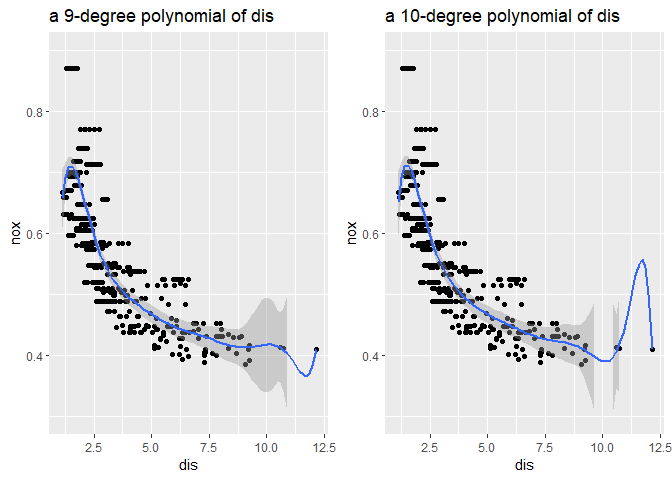 a 9-degree polynomial of dis
0.8
0.6
0.4
nox
2.5 5.0 7.5 10.0 12.5
dis
a 10-degree polynomial of dis
0.8
0.6
0.4
nox
2.5 5.0 7.5 10.0 12.5
dis